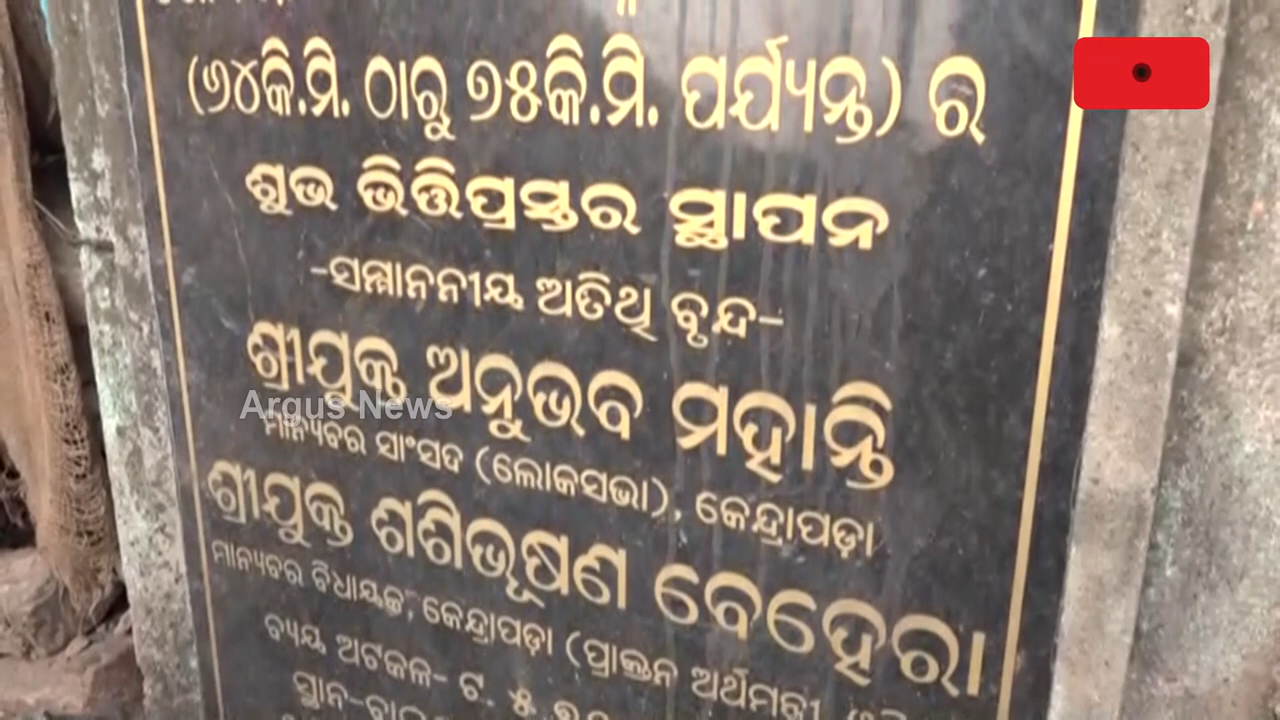 (୬୪କି.ମି. ଠାରୁ ୭୫କି.ମି. ପର୍ଯ୍ୟନ୍ତ) ର
ଶୁଭ ଭିତ୍ତିପ୍ରସ୍ତର ସ୍ଥାପନ
-ସମ୍ମାନନୀୟ ଅତିଥି ବୃନ୍ଦ-
ଶ୍ରୀଯୁକ୍ତ ଅନୁଭବ ମହାନ୍ତି
Argus News
ମାନ୍ୟବର ସାଂସଦ (ଲୋକସଭା), କେନ୍ଦ୍ରାପଡ଼ା
ଶ୍ରୀଯୁକ୍ତ ଶଶିଭୂଷଣ ବେହେରା
ମାନ୍ୟବର ବିଧାୟକ, କେନ୍ଦ୍ରାପଡ଼ା (ପ୍ରାକ୍ତନ ଅର୍ଥମନ୍ତ୍ରୀ
ବ୍ୟୟ ଅଟକଳ- ଟ. ୫
ସ୍ଥାନ-